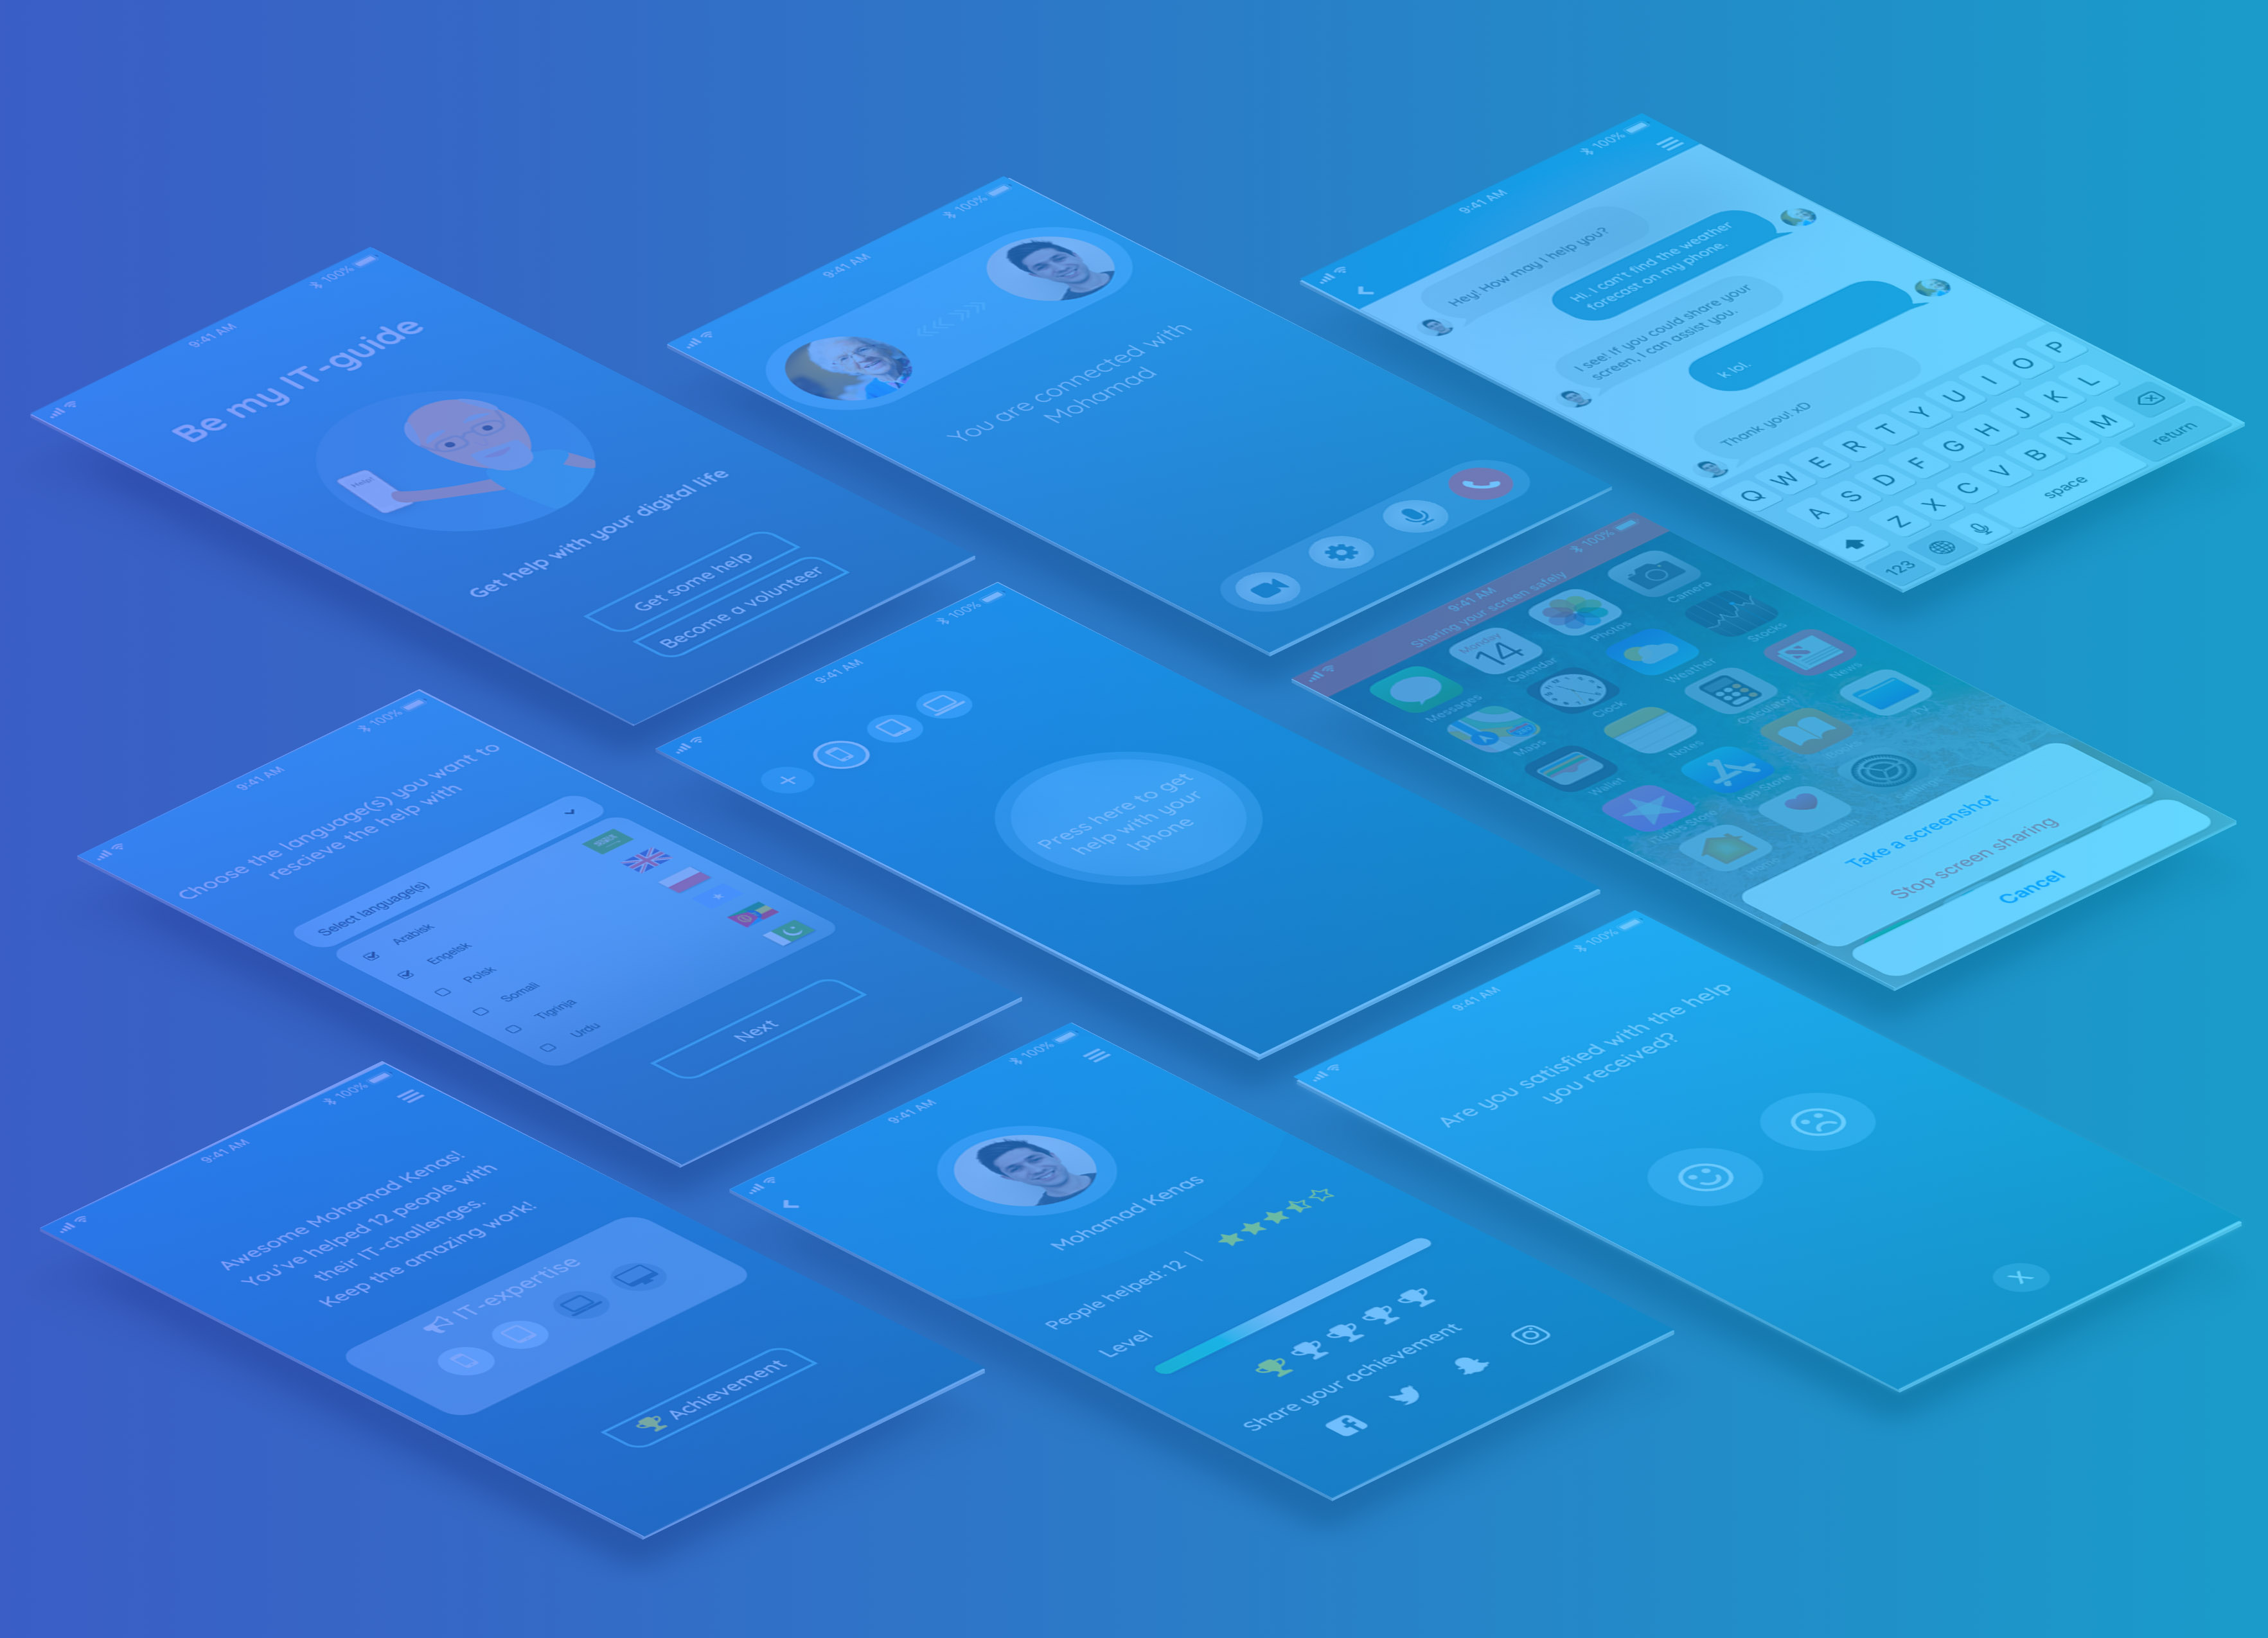 9:41 AM
100%
Be my IT-guide
Help!
Get help with your digital life
Get some help
Become a volunteer
9:41 AM
100%
You are connected with
Mohamad
9:41 AM
100%
Hey! How may I help you?
Hi, I can't find the weather
forecast on my phone.
I see! If you could share your
screen, I can assist you.
k lol.
Thank you! xD
Q W E R T Y U I O P
A S D F G H J K L
Z X C V B N M
123
space
return
9:41 AM
100%
Choose the language(s) you want to
rescieve the help with
Select language(s)
Arabisk
Engelsk
Polsk
Somali
Tigrinja
Urdu
Next
9:41 AM
100%
Press here to get
help with your
Iphone
9:41 AM
100%
Sharing your screen safely
Messages
Monday
14
Calendar
Photos
Camera
Maps
Clock
Weather
Stocks
Wallet
Notes
Calculator
News
iTunes Store
App Store
TV
Health
Take a screenshot
Stop screen sharing
Cancel
9:41 AM
100%
Awesome Mohamad Kenas!
You've helped 12 people with
their IT-challenges.
Keep the amazing work!
IT-expertise
Achievement
9:41 AM
100%
Mohamad Kenas
People helped: 12 |
Level
Share your achievement
9:41 AM
100%
Are you satisfied with the help
you received?
X